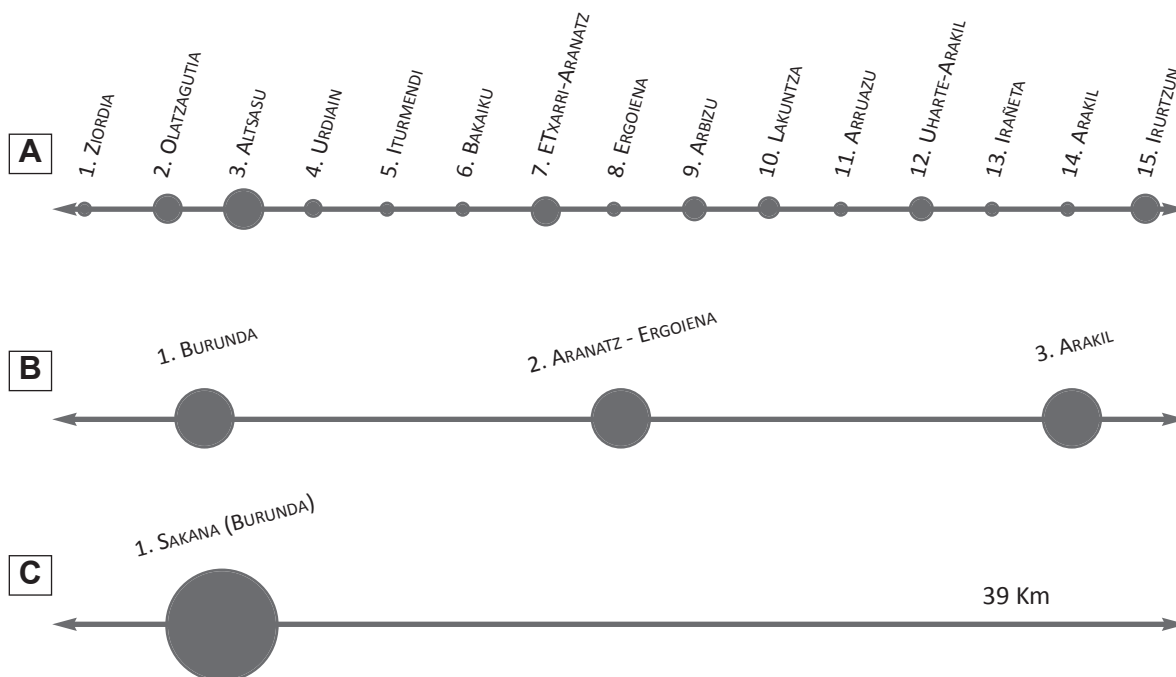 A
1. Ziordia
2. Olatzagutia
3. Altsasu
4. Urdiain
5. Iturmendi
6. Bakaiku
7. ETxarri-Aranatz
8. Ergoiena
9. Arbizu
10. Lakuntza
11. Arruazu
12. Uharte-Arakil
13. Irañeta
14. Arakil
15. Irurtzun
B
1. Burunda
2. Aranatz - Ergoiena
3. Arakil
C
1. Sakana (Burunda)
39 Km